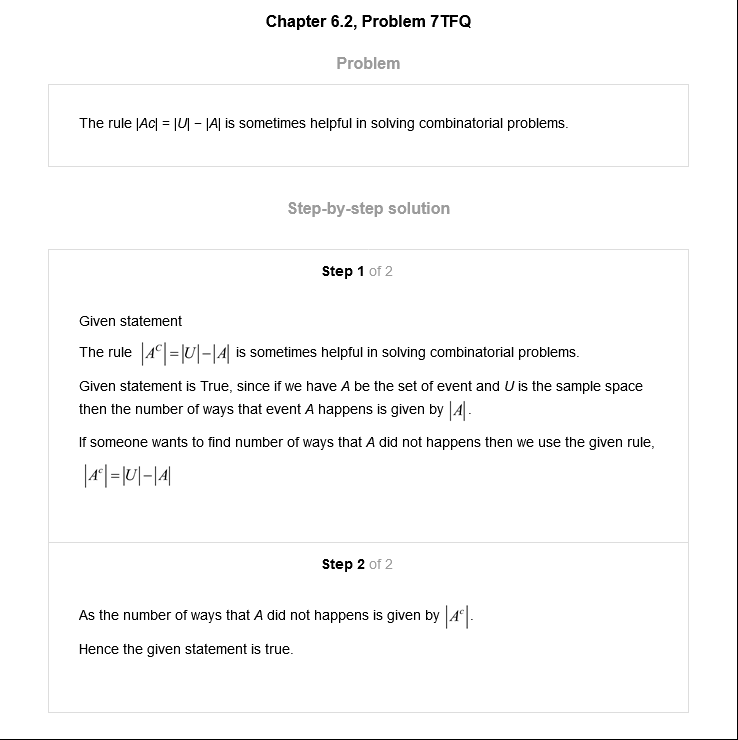 Chapter 6.2, Problem 7TFQ
Problem
The rule |Ac| = |U| − |A| is sometimes helpful in solving combinatorial problems.
Step-by-step solution
Step 1 of 2
Given statement
The rule |A^C| = |U| − |A| is sometimes helpful in solving combinatorial problems.
Given statement is True, since if we have A be the set of event and U is the sample space
then the number of ways that event A happens is given by |A|.
If someone wants to find number of ways that A did not happens then we use the given rule,
|A^c| = |U| − |A|
Step 2 of 2
As the number of ways that A did not happens is given by |A^c|.
Hence the given statement is true.